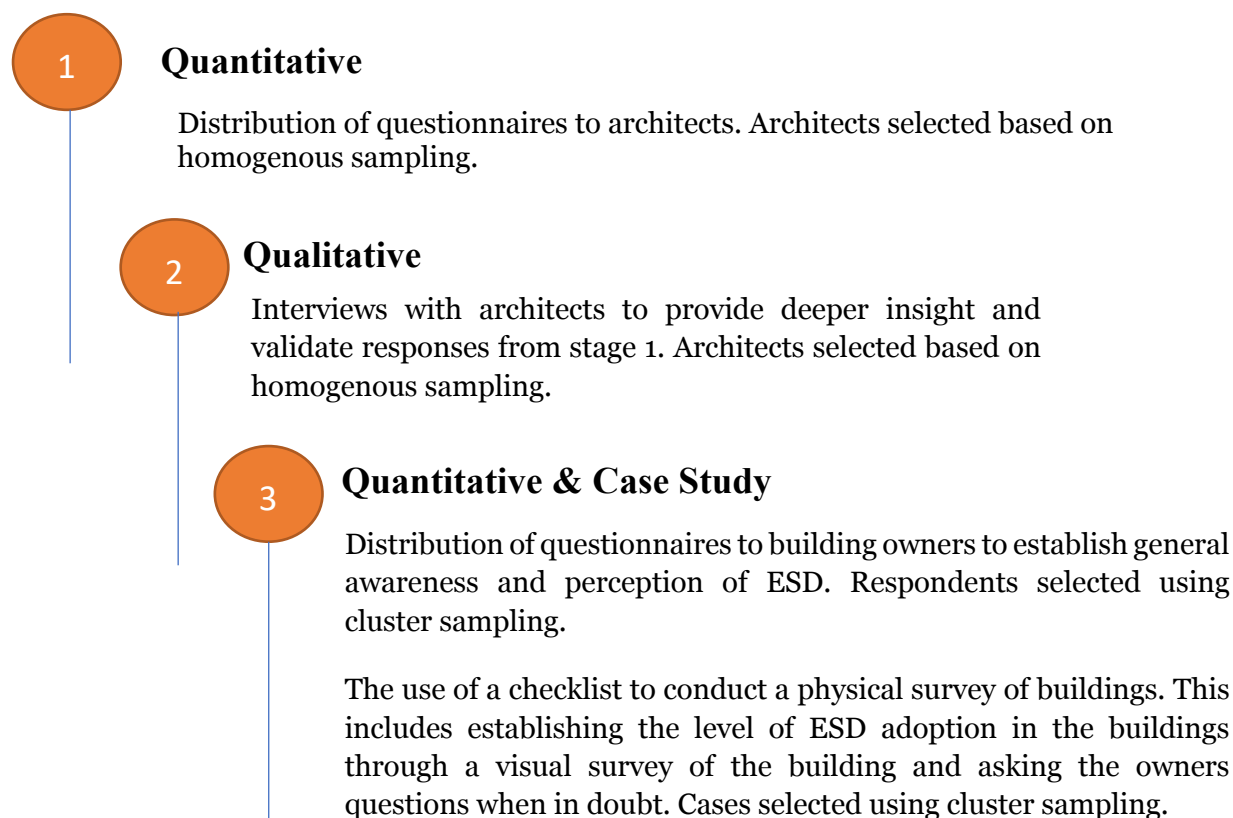 1
Quantitative
Distribution of questionnaires to architects. Architects selected based on
homogenous sampling.
2
Qualitative
Interviews with architects to provide deeper insight and
validate responses from stage 1. Architects selected based on
homogenous sampling.
3
Quantitative & Case Study
Distribution of questionnaires to building owners to establish general
awareness and perception of ESD. Respondents selected using
cluster sampling.
The use of a checklist to conduct a physical survey of buildings. This
includes establishing the level of ESD adoption in the buildings
through a visual survey of the building and asking the owners
questions when in doubt. Cases selected using cluster sampling.